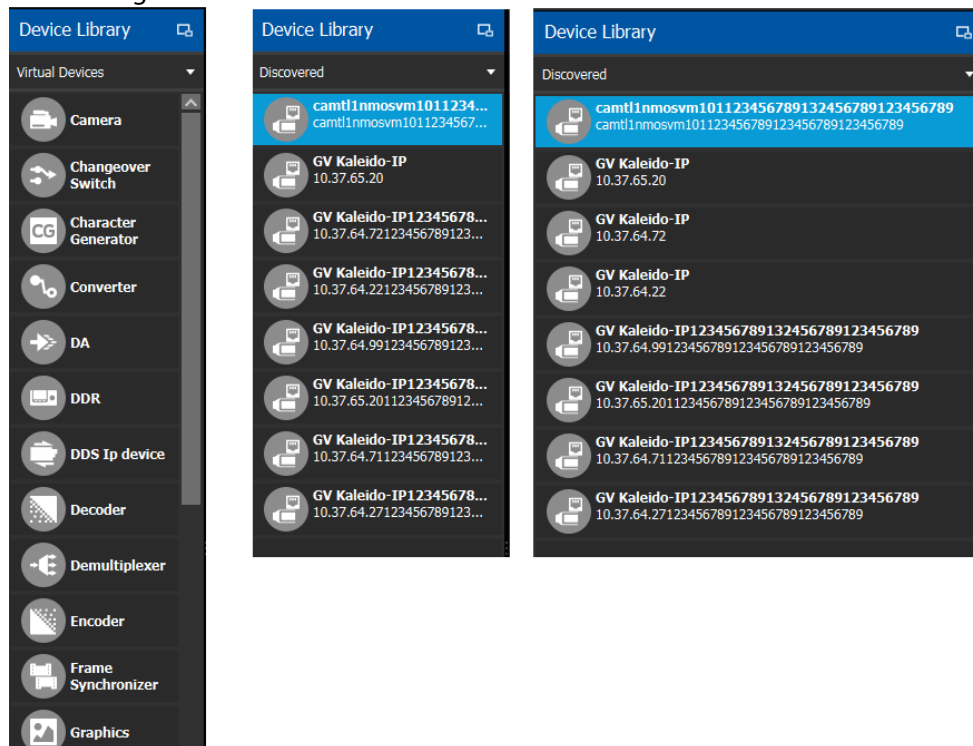 Device Library
Virtual Devices
Camera
Changeover
Switch
CG
Character
Generator
Converter
DA
DDR
DDS Ip device
Decoder
Demultiplexer
Encoder
Frame
Synchronizer
Graphics
Device Library
Discovered
camtl1nmosvm1011234...
camtl1nmosvm1011234567...
GV Kaleido-IP
10.37.65.20
GV Kaleido-IP12345678...
10.37.64.72123456789123...
GV Kaleido-IP12345678...
10.37.64.22123456789123...
GV Kaleido-IP12345678...
10.37.64.99123456789123...
GV Kaleido-IP12345678...
10.37.65.20112345678912...
GV Kaleido-IP12345678...
10.37.64.71123456789123...
GV Kaleido-IP12345678...
10.37.64.27123456789123...
Device Library
Discovered
camtl1nmosvm101123456789132456789123456789
camtl1nmosvm101123456789123456789123456789
GV Kaleido-IP
10.37.65.20
GV Kaleido-IP
10.37.64.72
GV Kaleido-IP
10.37.64.22
GV Kaleido-IP123456789132456789123456789
10.37.64.99123456789123456789123456789
GV Kaleido-IP123456789132456789123456789
10.37.65.201123456789123456789123456789
GV Kaleido-IP123456789132456789123456789
10.37.64.71123456789123456789123456789
GV Kaleido-IP123456789132456789123456789
10.37.64.27123456789123456789123456789